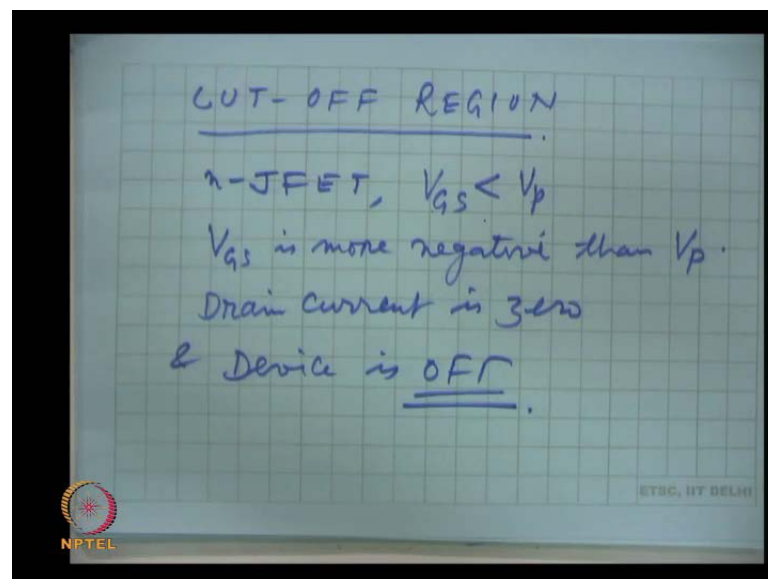 CUT-OFF REGION.
n-JFET, VGS < Vp
VGS is more negative than Vp.
Drain Current is zero
& Device is OFF.
ETSC, IIT DELHI
NPTEL